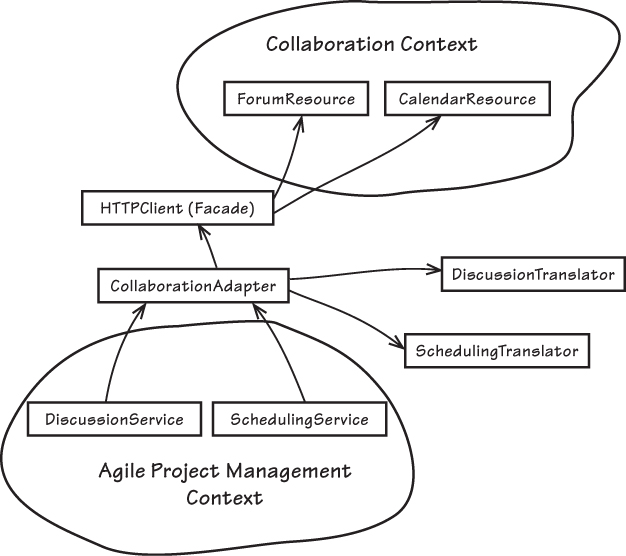 Collaboration Context
ForumResource
CalendarResource
HTTPClient (Facade)
CollaborationAdapter
DiscussionTranslator
SchedulingTranslator
DiscussionService
SchedulingService
Agile Project Management
Context